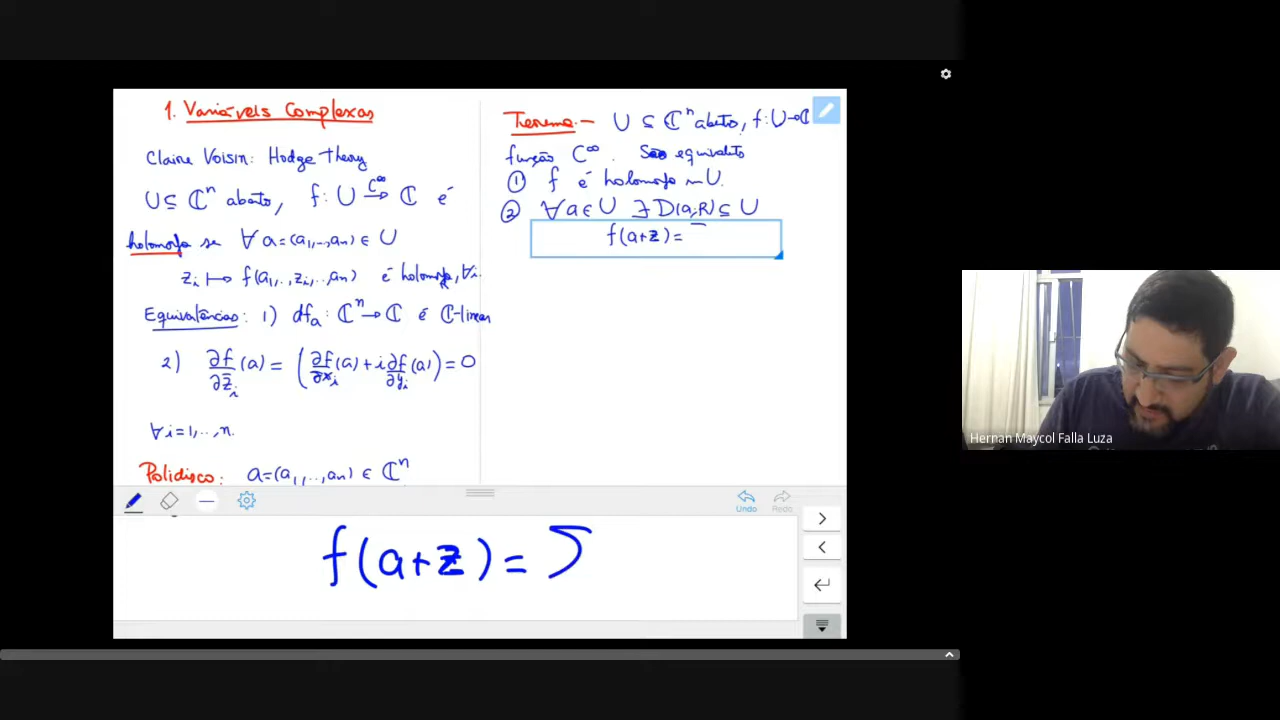 1. Variáveis Complexas
Claire Voisin: Hodge Theory
U ⊆ ℂⁿ aberto, f: U →^{C^∞} ℂ é
holomorfa se ∀ a=(a₁,...,aₙ) ∈ U
zᵢ ↦ f(a₁,..,zᵢ,..,aₙ) é holomorfa, ∀i.
Equivalências: 1) dfₐ: ℂⁿ → ℂ é ℂ-linear
2) ∂f/∂z̄ᵢ (a) = (∂f/∂xᵢ (a) + i ∂f/∂yᵢ (a)) = 0
∀ i=1,..,n.
Polidisco: a=(a₁,..,aₙ) ∈ ℂⁿ
Teorema.- U ⊆ ℂⁿ aberto, f: U→ℂ
função C^∞. São equivalentes
① f é holomorfa em U.
② ∀ a ∈ U ∃ D(a,R) ⊆ U
f(a+z)=
Undo
Redo
f(a+z) = 
Hernan Maycol Falla Luza